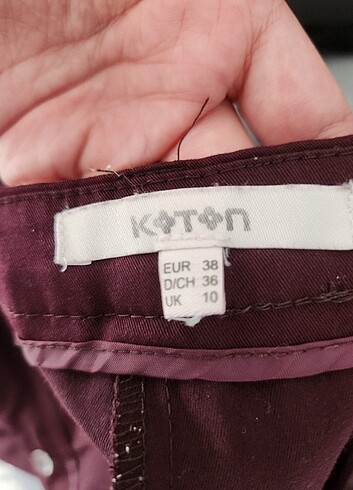 KOTON
EUR 38
D/CH 36
UK 10